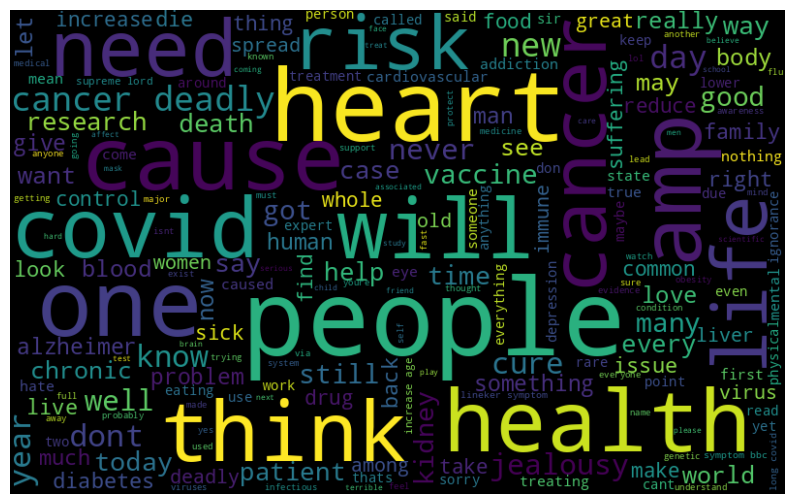 let
increase
die
thing
person
called
said
food
sir
great
really
way
need
risk
spread
new
keep
another
believe
day
body
mean
supreme lord
around
treatment
cardiovascular
addiction
cancer deadly
heart
may
reduce
lower
good
research
death
man
suffering
cancer
give
cause
never
see
family
nothing
want
come
case
support
medicine
amp
state
right
control
vaccine
true
due
mind
covid
will
whole
got
expert
old
someone
anything
immune
human
look
blood
women
say
find
help
eye
time
common
life
one
people
everything
depression
love
even
now
caused
many
alzheimer
know
sick
still
cure
rare
every
liver
chronic
problem
back
something
issue
first
hate
work
drug
point
virus
live
well
eating
use
think
health
read
yet
year
two
dont
today
much
patient
among
kidney
take
jealousy
make
world
diabetes
deadly
thats
sorry
treating
cant
understand
physicalmental ignorance
long covid
symptom bbc
lineker symptom
increase age
infectious
terrible
viruses
genetic
medical
face
known
treat
coming
lol
school
flu
awareness
men
care
lead
protect
associated
affect
anyone
going
mask
getting
major
must
hard
isnt
study
fast
serious
youre
exist
thought
friend
child
self
via
system
brain
trying
test
full
away
probably
made
next
yes
used
play
feel
maybe
watch
sure
obesity
evidence
scientific
condition
everyone
name
please
don